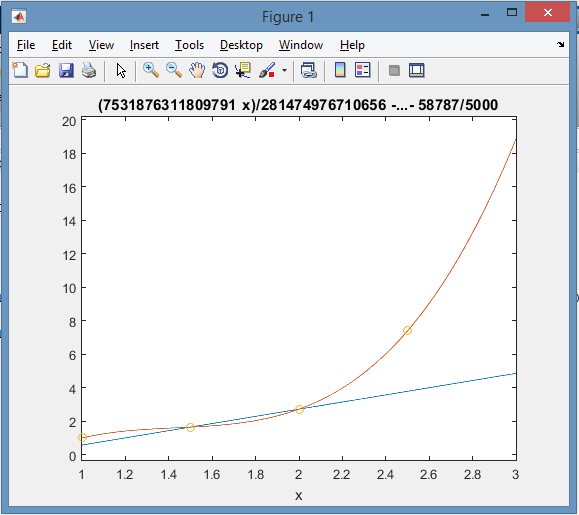 Figure 1
File Edit View Insert Tools Desktop Window Help
(7531876311809791 x)/281474976710656 -...- 58787/5000
20
18
16
14
12
10
8
6
4
2
0
1 1.2 1.4 1.6 1.8 2 2.2 2.4 2.6 2.8 3
x